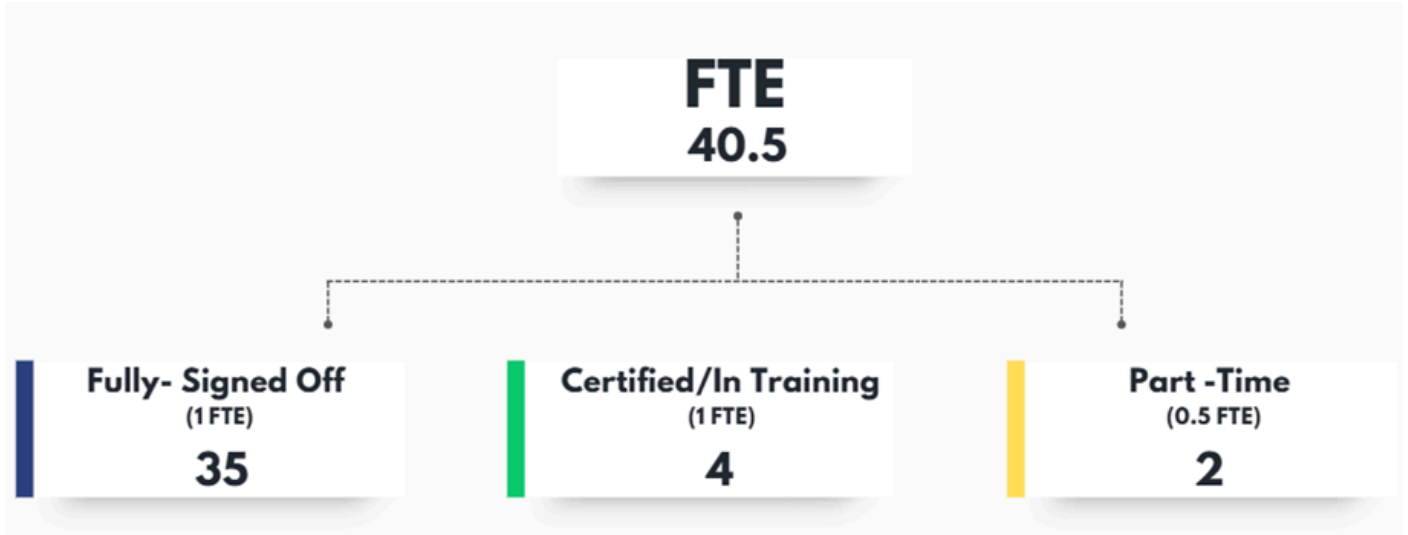 FTE
40.5
Fully- Signed Off
(1 FTE)
35
Certified/In Training
(1 FTE)
4
Part -Time
(0.5 FTE)
2